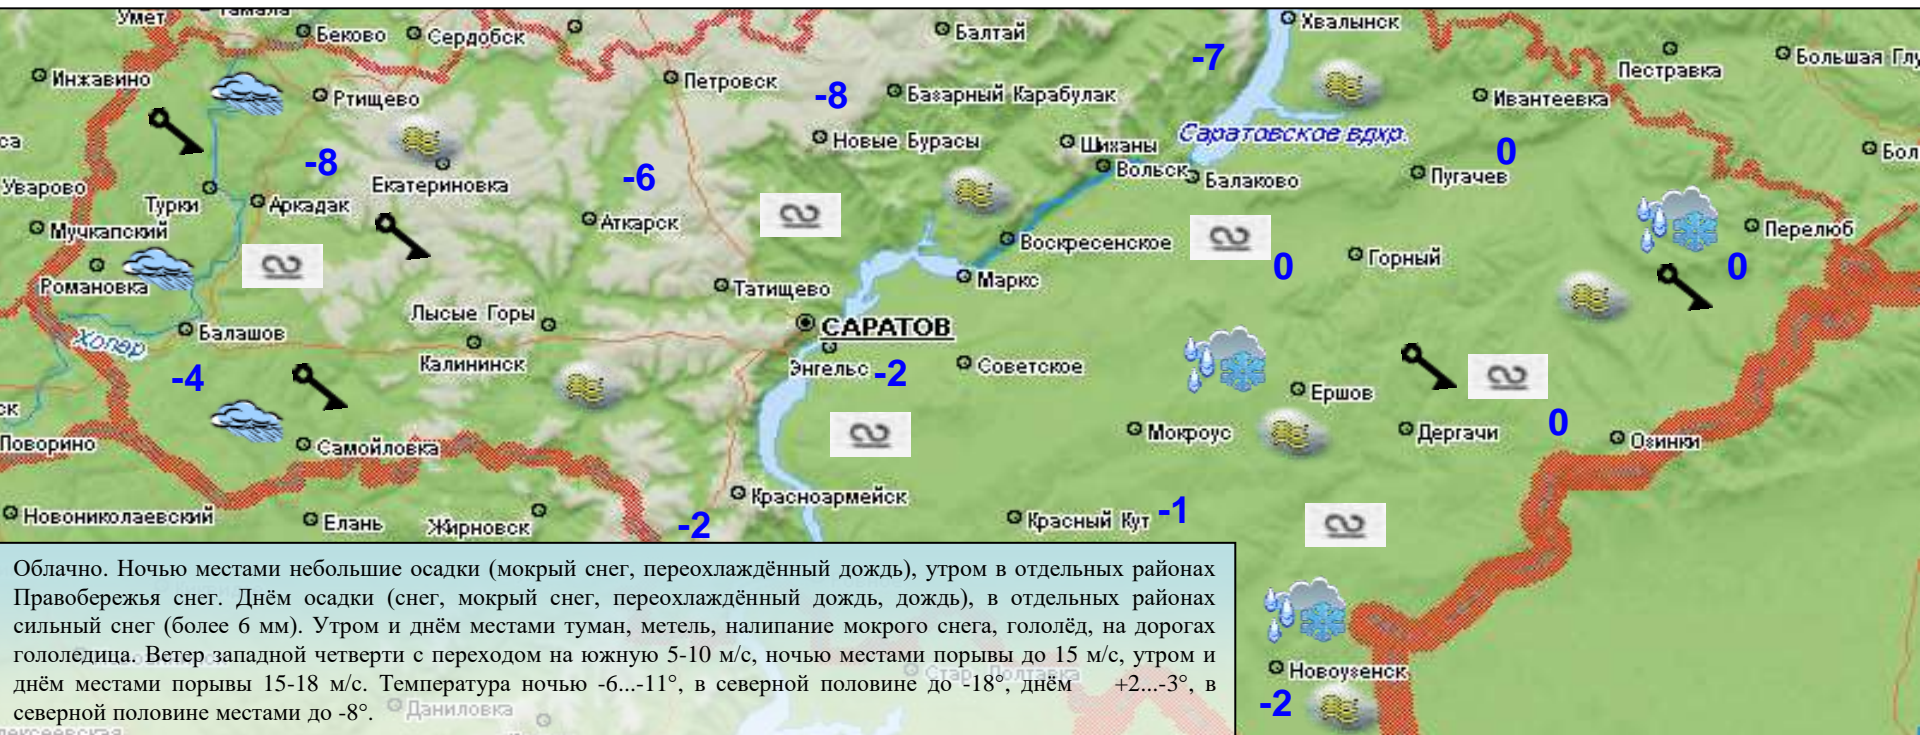 Умет
Тамала
Беково
Сердобск
Балтай
Хвалынск
-7
Инжавино
Ртищево
Петровск
-8
Базарный Карабулак
Ивантеевка
Пестравка
Большая Глу
са
Новые Бурасы
Шиханы
Саратовское вдхр.
0
Бол
-8
Екатериновка
-6
Вольск
Балаково
Пугачев
Уварово
Турки
Аркадак
Аткарск
Мучкапский
Воскресенское
Горный
Перелюб
0
0
Романовка
Татищево
Маркс
Лысые Горы
САРАТОВ
Хопер
Балашов
Калининск
Энгельс
-2
Советское
-4
Ершов
ск
Поворино
Самойловка
Мокроус
Дергачи
0
Озинки
Новониколаевский
Елань
Жирновск
-2
Красноармейск
Красный Кут
-1
Облачно. Ночью местами небольшие осадки (мокрый снег, переохлаждённый дождь), утром в отдельных районах
Правобережья снег. Днём осадки (снег, мокрый снег, переохлаждённый дождь, дождь), в отдельных районах
сильный снег (более 6 мм). Утром и днём местами туман, метель, налипание мокрого снега, гололёд, на дорогах
гололедица. Ветер западной четверти с переходом на южную 5-10 м/с, ночью местами порывы до 15 м/с, утром и
днём местами порывы 15-18 м/с. Температура ночью -6...-11°, в северной половине до -18°, днём +2...-3°, в
северной половине местами до -8°.
Стар. Полтавка
Даниловка
Новоузенск
-2